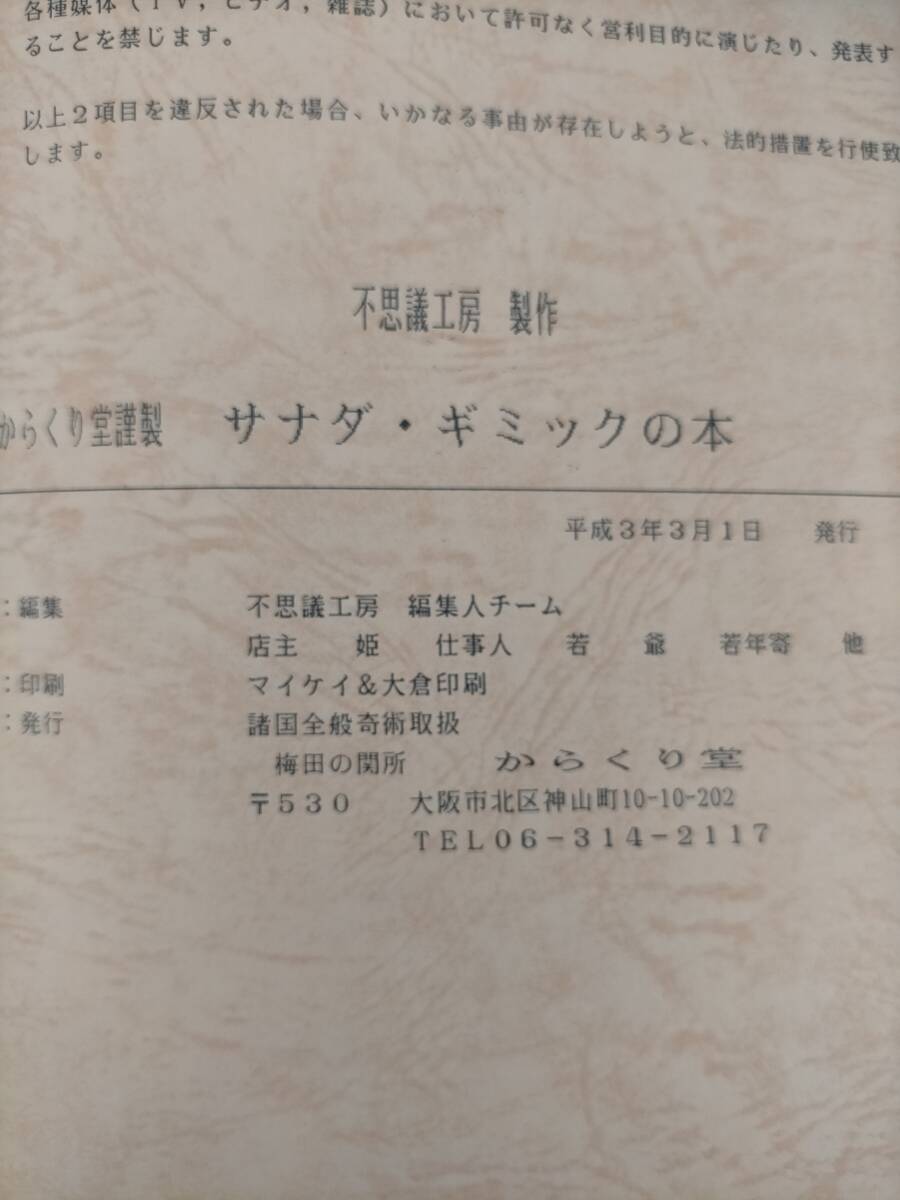 各種媒体（ＴＶ，ビデオ，雑誌）において許可なく営利目的に演じたり、発表す
ることを禁じます。
以上２項目を違反された場合、いかなる事由が存在しようと、法的措置を行使致
します。
不思議工房　製作
からくり堂謹製　サナダ・ギミックの本
平成３年３月１日　発行
：編集　不思議工房　編集人チーム
店主　姫　仕事人　若　爺　若年寄　他
：印刷　マイケイ＆大倉印刷
：発行　諸国全般奇術取扱
梅田の関所　からくり堂
〒５３０　大阪市北区神山町10-10-202
ＴＥＬ０６－３１４－２１１７